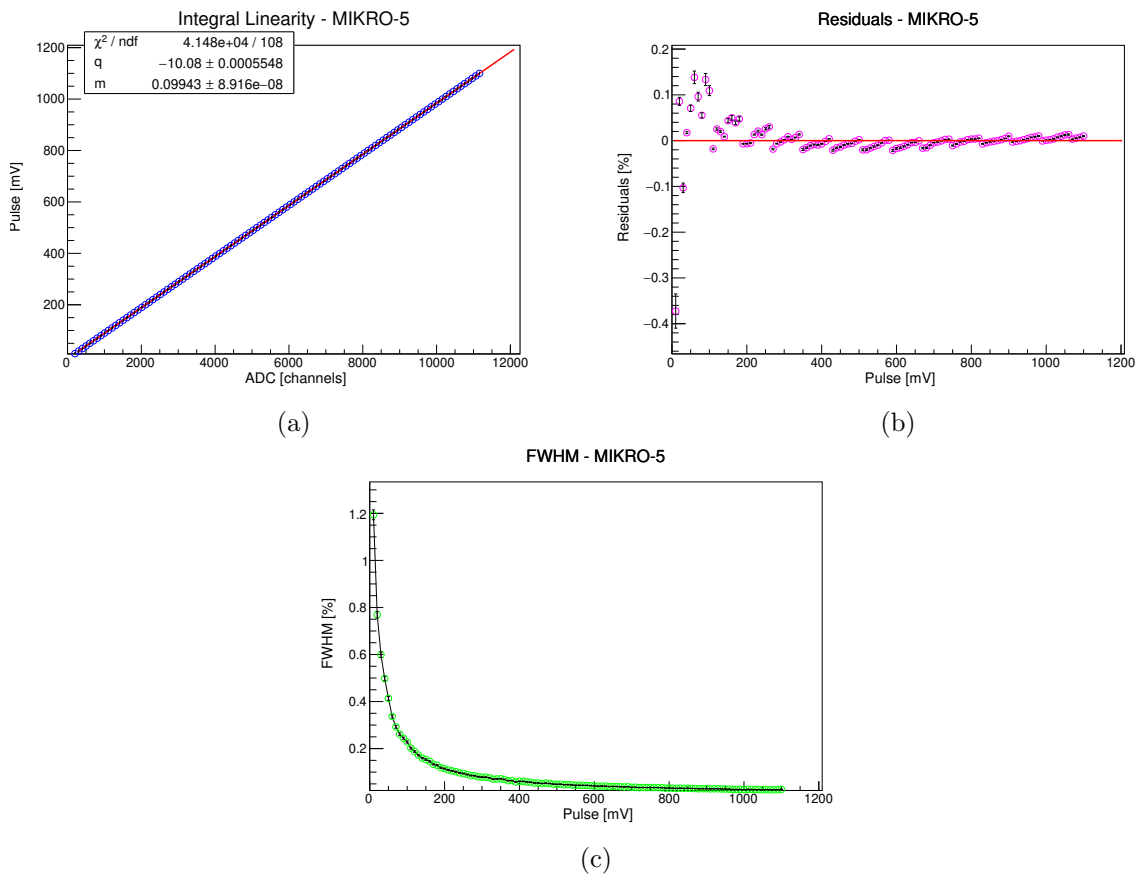 Integral Linearity - MIKRO-5
χ² / ndf 4.148e+04 / 108
q −10.08 ± 0.0005548
m 0.09943 ± 8.916e−08
1200
1000
800
600
400
200
Pulse [mV]
0 2000 4000 6000 8000 10000 12000
ADC [channels]
(a)
Residuals - MIKRO-5
0.2
0.1
0
−0.1
−0.2
−0.3
−0.4
Residuals [%]
0 200 400 600 800 1000 1200
Pulse [mV]
(b)
FWHM - MIKRO-5
1.2
1
0.8
0.6
0.4
0.2
FWHM [%]
0 200 400 600 800 1000 1200
Pulse [mV]
(c)